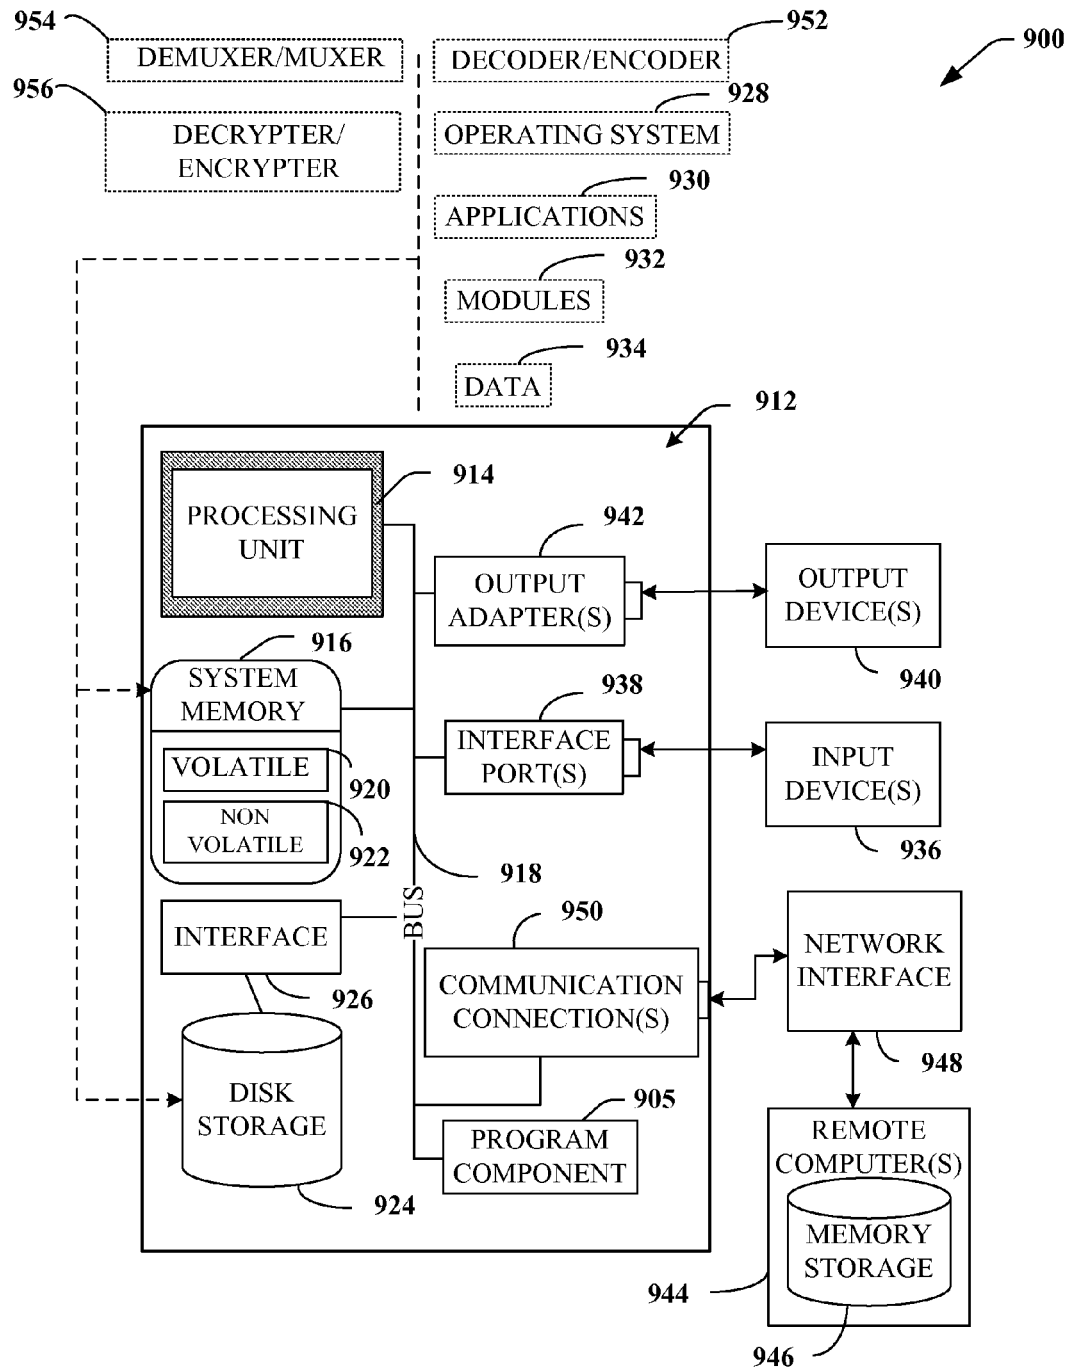 954
DEMUXER/MUXER
952
DECODER/ENCODER
900
956
DECRYPTER/
ENCRYPTER
928
OPERATING SYSTEM
930
APPLICATIONS
932
MODULES
934
DATA
912
914
PROCESSING
UNIT
942
OUTPUT
ADAPTER(S)
OUTPUT
DEVICE(S)
940
916
SYSTEM
MEMORY
938
INTERFACE
PORT(S)
INPUT
DEVICE(S)
936
VOLATILE
920
NON
VOLATILE
922
918
BUS
INTERFACE
926
950
COMMUNICATION
CONNECTION(S)
NETWORK
INTERFACE
948
DISK
STORAGE
924
905
PROGRAM
COMPONENT
REMOTE
COMPUTER(S)
MEMORY
STORAGE
944
946